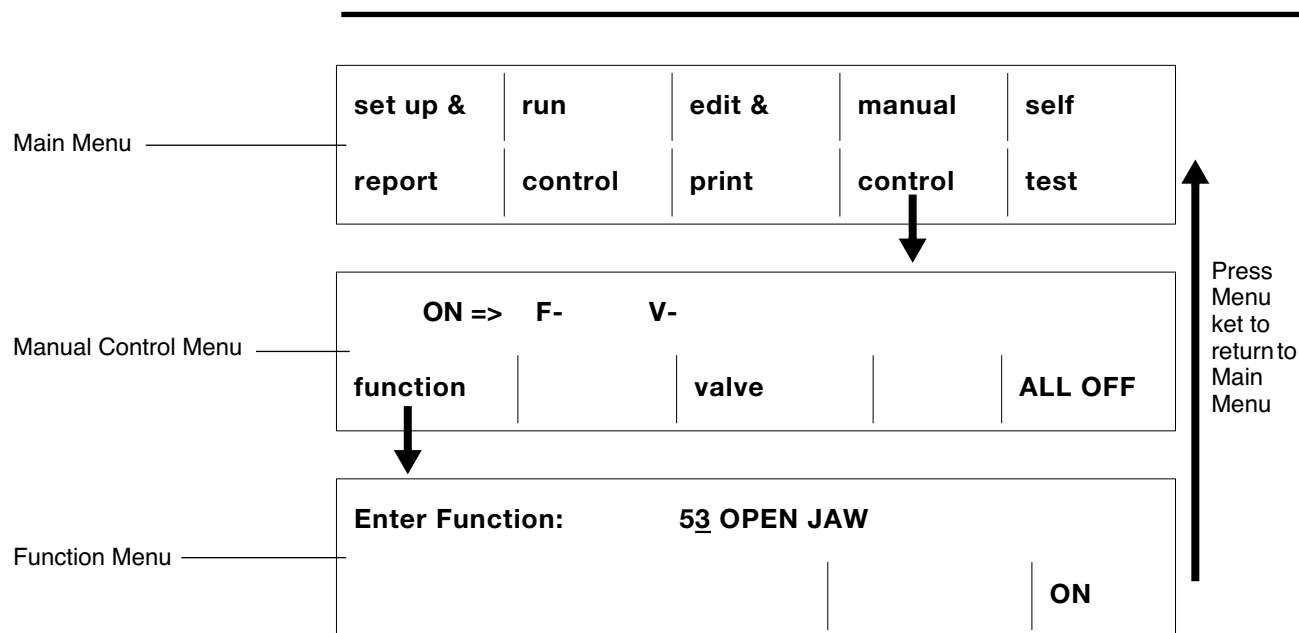 Main Menu
set up & run edit & manual self
report control print control test
Manual Control Menu
ON => F- V-
function valve ALL OFF
Function Menu
Enter Function: 53 OPEN JAW
ON
Press
Menu
ket to
return to
Main
Menu